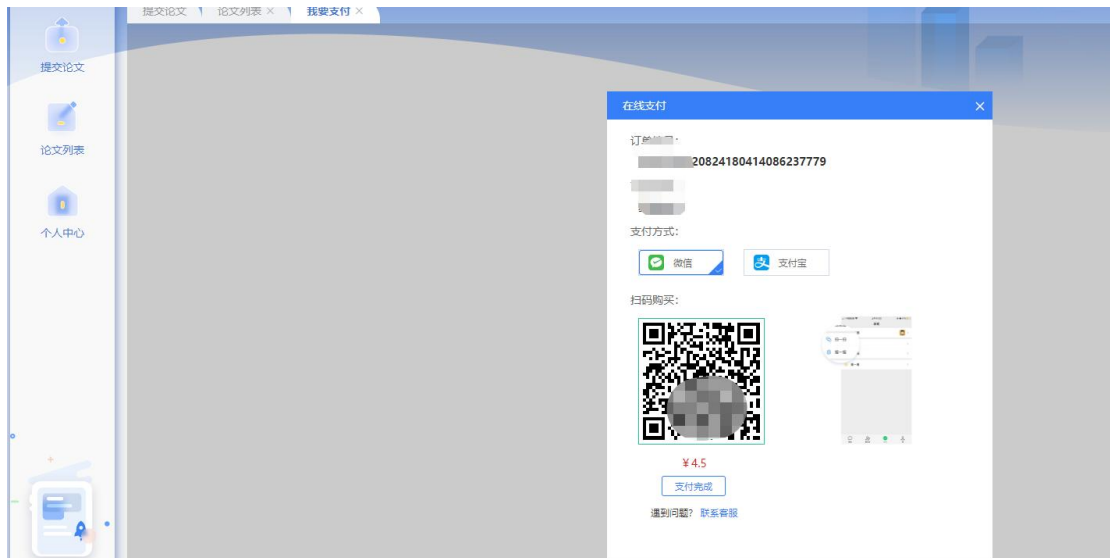 提交论文 论文列表 × 我要支付 ×
提交论文
论文列表
个人中心
在线支付 ×
20824180414086237779
支付方式：
微信 支付宝
扫码购买：
¥4.5
支付完成
遇到问题？ 联系客服